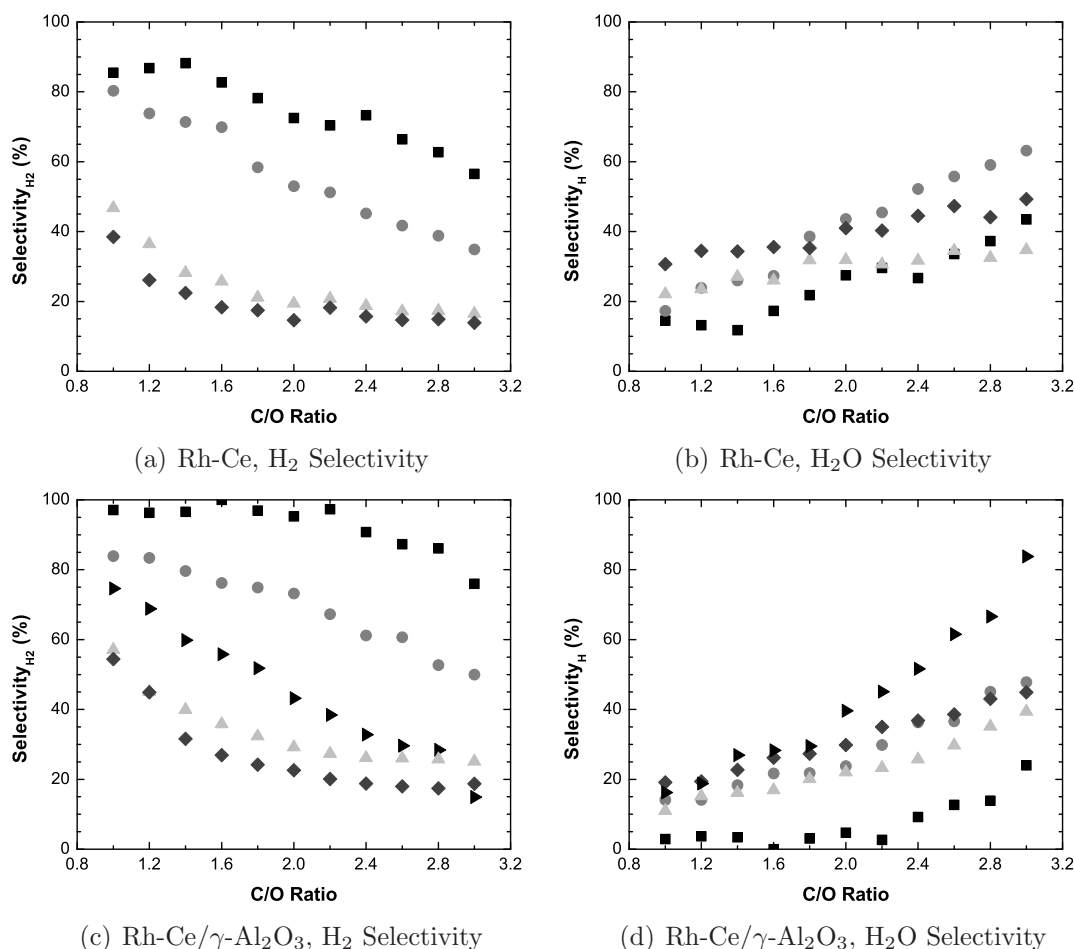 100
80
60
40
20
0
Selectivity_H2 (%)
0.8 1.2 1.6 2.0 2.4 2.8 3.2
C/O Ratio
(a) Rh-Ce, H₂ Selectivity
100
80
60
40
20
0
Selectivity_H (%)
0.8 1.2 1.6 2.0 2.4 2.8 3.2
C/O Ratio
(b) Rh-Ce, H₂O Selectivity
100
80
60
40
20
0
Selectivity_H2 (%)
0.8 1.2 1.6 2.0 2.4 2.8 3.2
C/O Ratio
(c) Rh-Ce/γ-Al₂O₃, H₂ Selectivity
100
80
60
40
20
0
Selectivity_H (%)
0.8 1.2 1.6 2.0 2.4 2.8 3.2
C/O Ratio
(d) Rh-Ce/γ-Al₂O₃, H₂O Selectivity